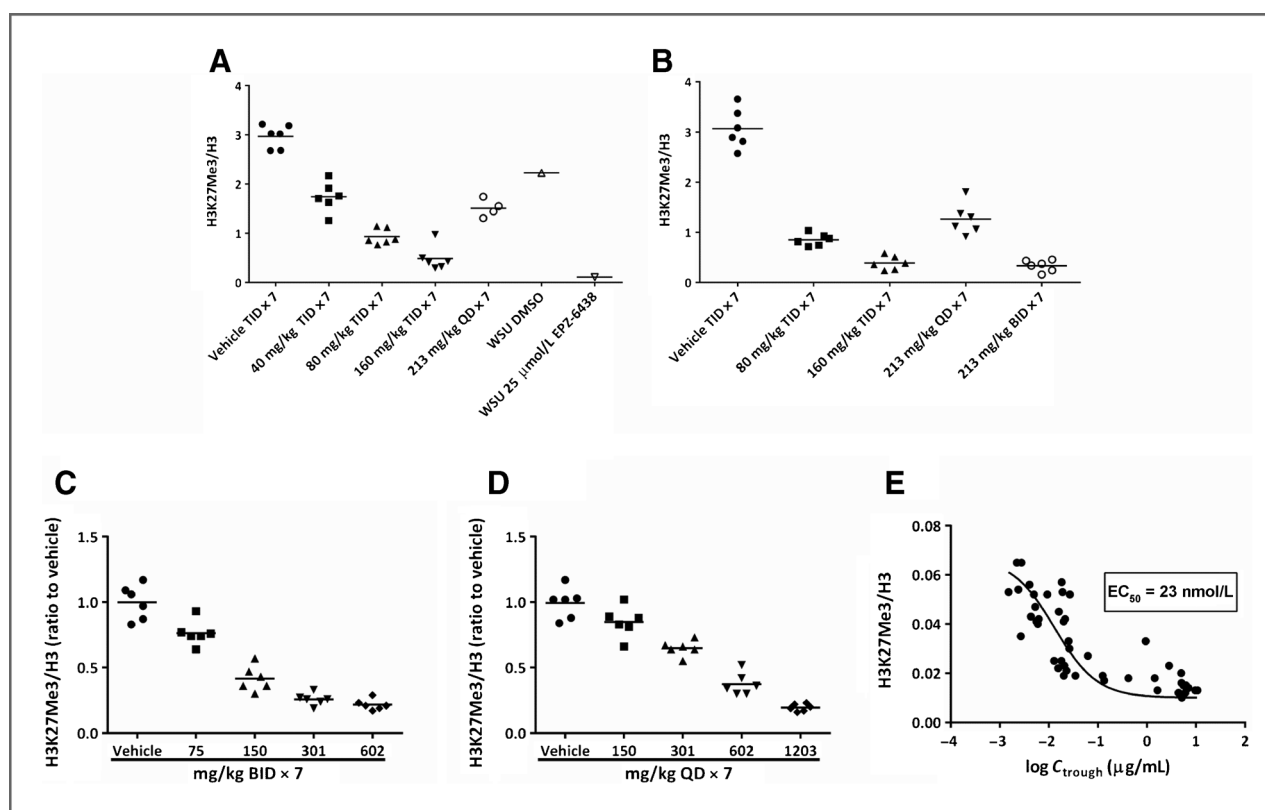 A
H3K27Me3/H3
4
3
2
1
0
Vehicle TID x 7
40 mg/kg TID x 7
80 mg/kg TID x 7
160 mg/kg TID x 7
213 mg/kg QD x 7
WSU DMSO
WSU 25 μmol/L EPZ-6438
B
H3K27Me3/H3
4
3
2
1
0
Vehicle TID x 7
80 mg/kg TID x 7
160 mg/kg TID x 7
213 mg/kg QD x 7
213 mg/kg BID x 7
C
H3K27Me3/H3 (ratio to vehicle)
1.5
1.0
0.5
0.0
Vehicle 75 150 301 602
mg/kg BID × 7
D
H3K27Me3/H3 (ratio to vehicle)
1.5
1.0
0.5
0.0
Vehicle 150 301 602 1203
mg/kg QD × 7
E
H3K27Me3/H3
0.08
0.06
0.04
0.02
0.00
EC50 = 23 nmol/L
−4 −3 −2 −1 0 1 2
log Ctrough (μg/mL)